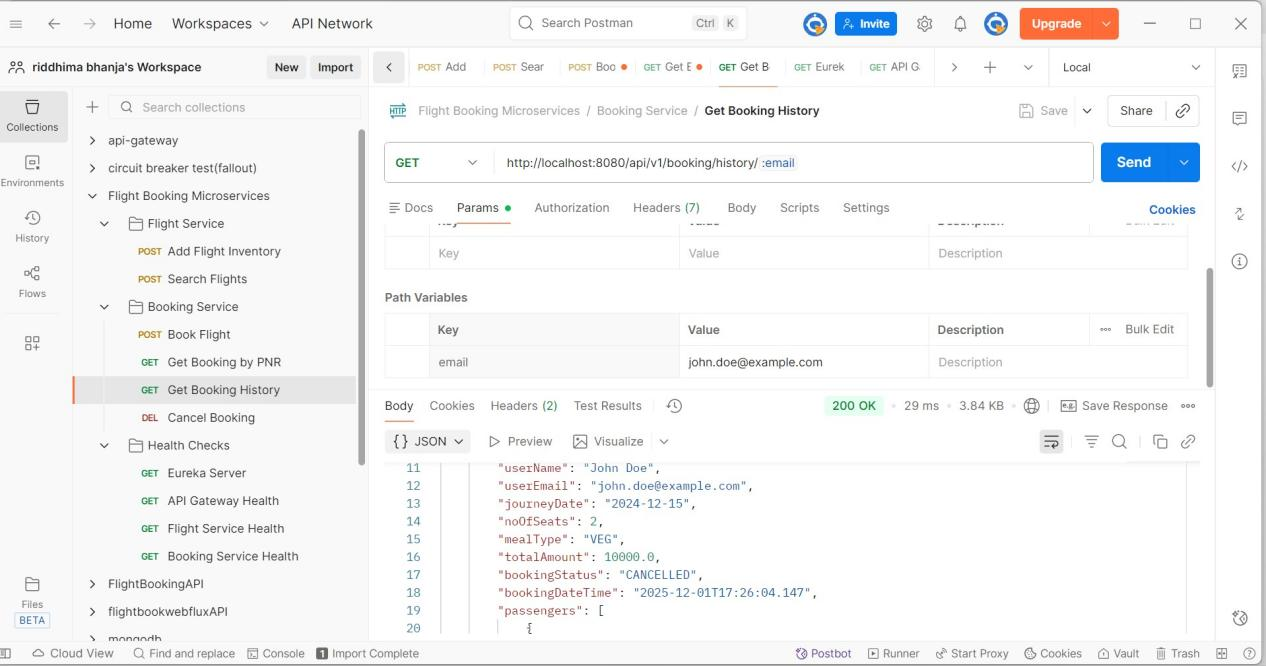 Home Workspaces API Network Search Postman Ctrl K Invite Upgrade
riddhima bhanja's Workspace New Import
POST Add POST Sear POST Boo GET Get E GET Get B GET Eurek GET API G Local
Search collections
Collections
Environments
History
Flows
Files
BETA
api-gateway
circuit breaker test(fallout)
Flight Booking Microservices
Flight Service
POST Add Flight Inventory
POST Search Flights
Booking Service
POST Book Flight
GET Get Booking by PNR
GET Get Booking History
DEL Cancel Booking
Health Checks
GET Eureka Server
GET API Gateway Health
GET Flight Service Health
GET Booking Service Health
FlightBookingAPI
flightbookwebfluxAPI
mongodb
HTTP Flight Booking Microservices / Booking Service / Get Booking History Save Share
GET http://localhost:8080/api/v1/booking/history/ :email Send
Docs Params Authorization Headers (7) Body Scripts Settings Cookies
Key Value Description Bulk Edit
Key Value Description
Path Variables
Key Value Description Bulk Edit
email john.doe@example.com Description
Body Cookies Headers (2) Test Results 200 OK 29 ms 3.84 KB Save Response
{} JSON Preview Visualize
11 "userName": "John Doe",
12 "userEmail": "john.doe@example.com",
13 "journeyDate": "2024-12-15",
14 "noOfSeats": 2,
15 "mealType": "VEG",
16 "totalAmount": 10000.0,
17 "bookingStatus": "CANCELLED",
18 "bookingDateTime": "2025-12-01T17:26:04.147",
19 "passengers": [
20 {
Cloud View Find and replace Console 1 Import Complete Postbot Runner Start Proxy Cookies Vault Trash